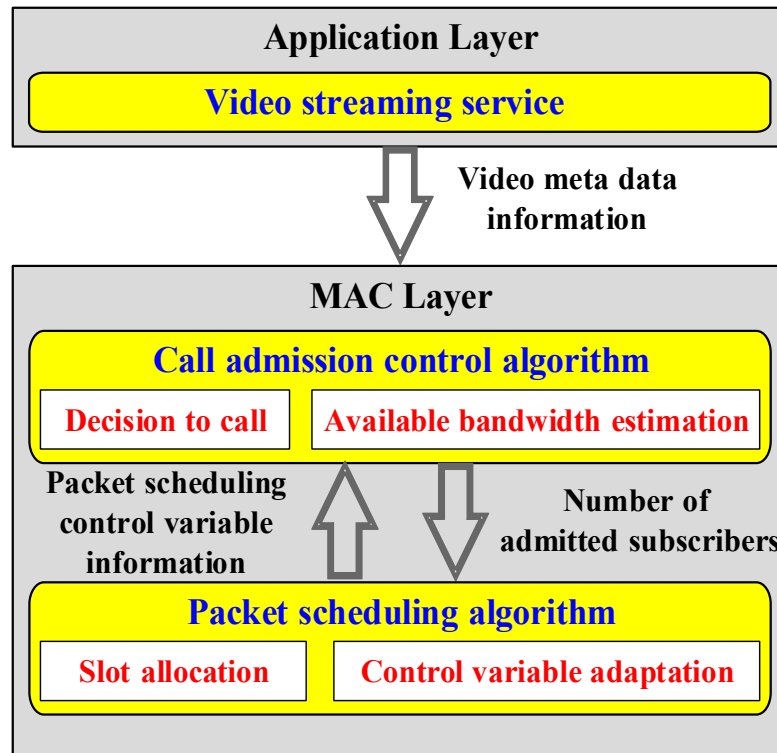 Application Layer
Video streaming service
Video meta data
information
MAC Layer
Call admission control algorithm
Decision to call
Available bandwidth estimation
Packet scheduling
control variable
information
Number of
admitted subscribers
Packet scheduling algorithm
Slot allocation
Control variable adaptation